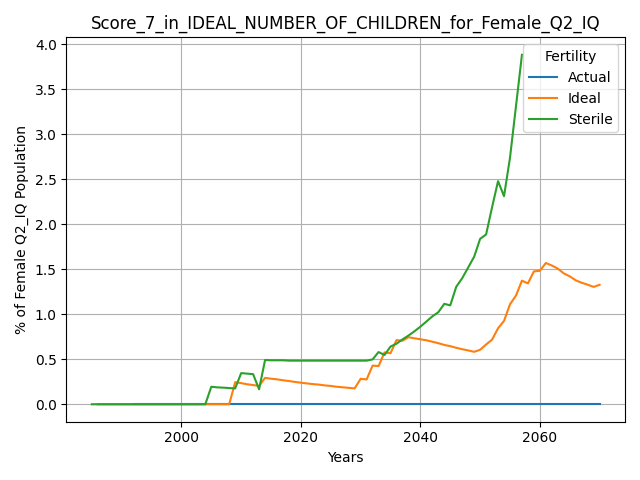 Score_7_in_IDEAL_NUMBER_OF_CHILDREN_for_Female_Q2_IQ
Fertility
Actual
Ideal
Sterile
% of Female Q2_IQ Population
4.0
3.5
3.0
2.5
2.0
1.5
1.0
0.5
0.0
2000
2020
2040
2060
Years